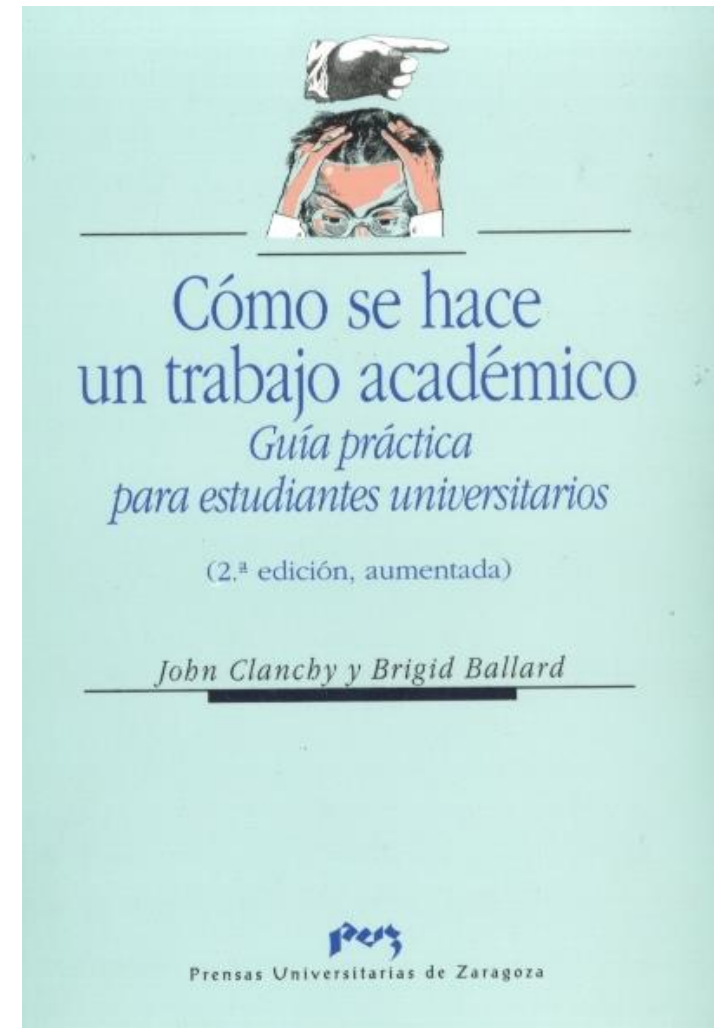 Cómo se hace
un trabajo académico
Guía práctica
para estudiantes universitarios
(2.ª edición, aumentada)
John Clanchy y Brigid Ballard
puz
Prensas Universitarias de Zaragoza